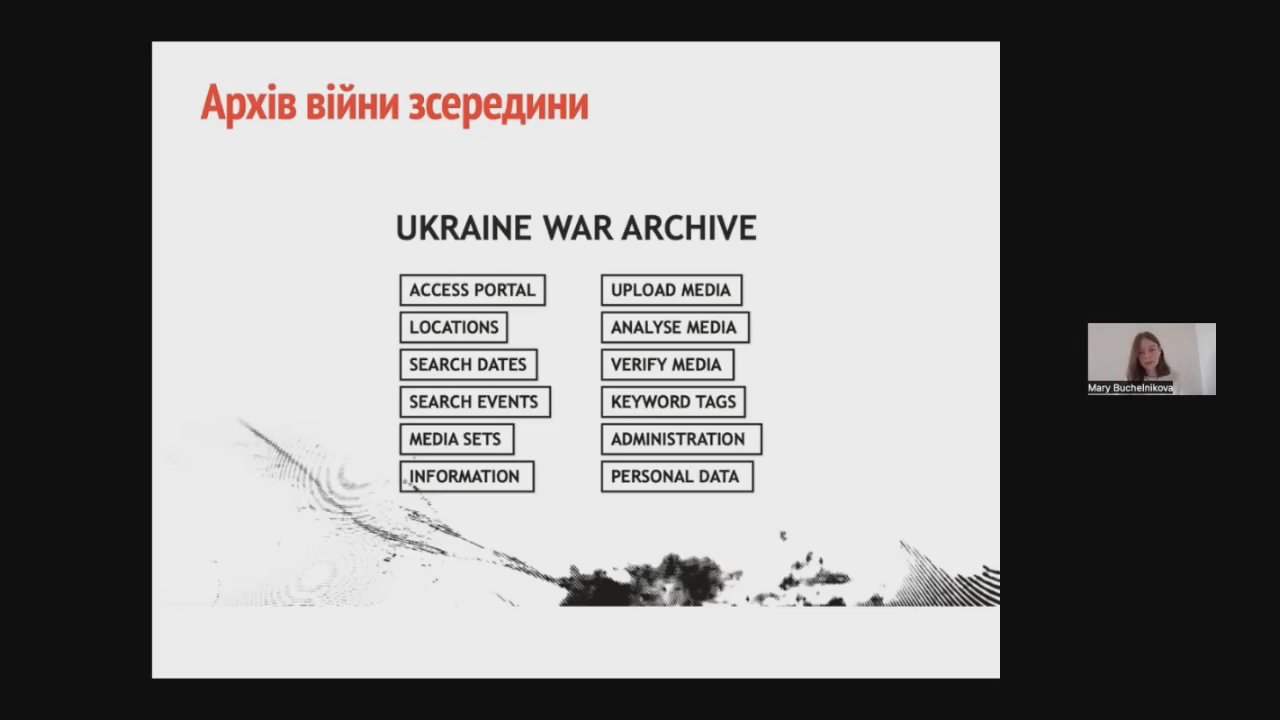 Архів війни зсередини
UKRAINE WAR ARCHIVE
ACCESS PORTAL
LOCATIONS
SEARCH DATES
SEARCH EVENTS
MEDIA SETS
INFORMATION
UPLOAD MEDIA
ANALYSE MEDIA
VERIFY MEDIA
KEYWORD TAGS
ADMINISTRATION
PERSONAL DATA
Mary Buchelnikova